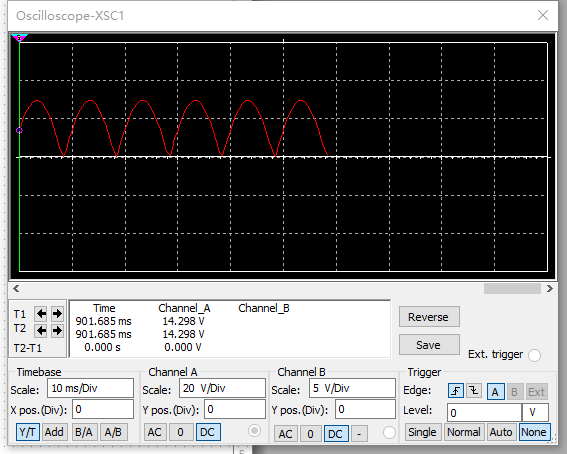 Oscilloscope-XSC1
Time Channel_A Channel_B
T1 901.685 ms 14.298 V
T2 901.685 ms 14.298 V
T2-T1 0.000 s 0.000 V
Reverse
Save
Ext. trigger
Timebase
Scale: 10 ms/Div
X pos.(Div): 0
Y/T Add B/A A/B
Channel A
Scale: 20 V/Div
Y pos.(Div): 0
AC 0 DC
Channel B
Scale: 5 V/Div
Y pos.(Div): 0
AC 0 DC -
Trigger
Edge: A B Ext
Level: 0 V
Single Normal Auto None